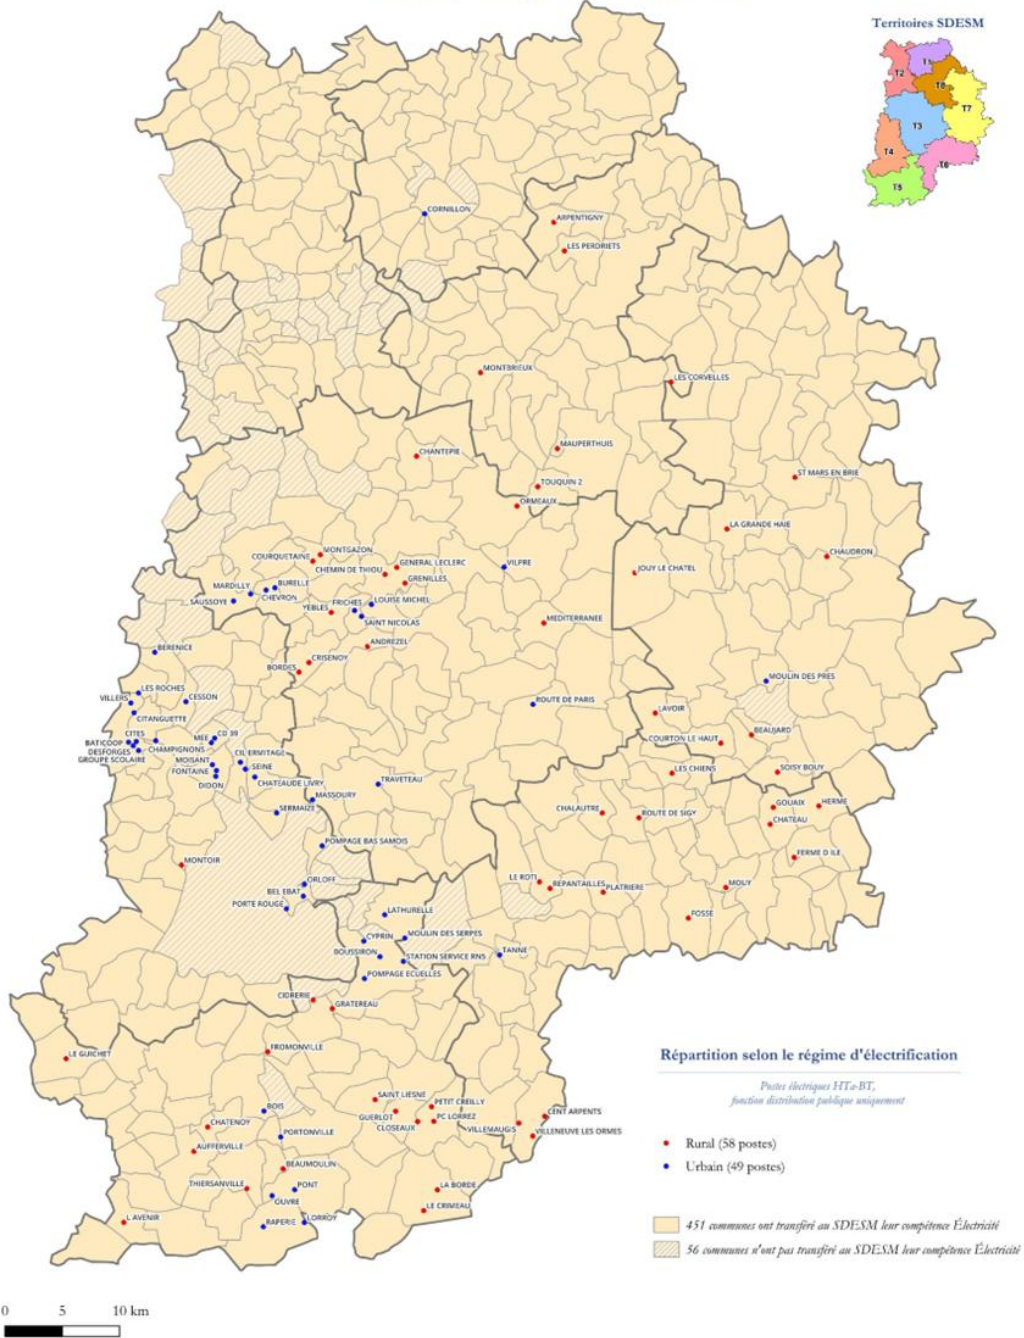 Territoires SDESM
T1
T2
T8
T7
T3
T4
T6
T5
CORNILLON
ARPENTIGNY
LES PERDRIETS
MONTBRIEUX
LES CORVELLES
MAUPERTHUIS
CHANTEPIE
ST MARS EN BRIE
TOUQUIN 2
ORMEAUX
LA GRANDE HAIE
MONTGAZON
COURQUETAINE
CHAUDRON
GENERAL LECLERC
VILPRE
CHEMIN DE THIOU
JOUY LE CHATEL
GRENILLES
BURELLE
MARDILLY
CHEVRON
SAUSSOYE
FRICHES
LOUISE MICHEL
YEBLES
SAINT NICOLAS
MEDITERRANEE
ANDREZEL
BERENICE
CRISENOY
BORDES
MOULIN DES PRES
LES ROCHES
VILLERS
CESSON
ROUTE DE PARIS
CITANGUETTE
LAVOIR
CITES
MEE
CD 39
BEAUJARD
BATICOOP
CHAMPIGNONS
COURTON LE HAUT
DESFORGES
GROUPE SCOLAIRE
MOISANT
CIL ERMITAGE
FONTAINE
SEINE
LES CHIENS
SOISY BOUY
DIDON
CHATEAUDE LIVRY
TRAVETEAU
MASSOURY
SERMAIZE
CHALAUTRE
ROUTE DE SIGY
GOUAIX
HERME
CHATEAU
POMPAGE BAS SAMOIS
MONTOIR
FERME D ILE
ORLOFF
BEL EBAT
LE ROTI
REPANTAILLES
PLATRIERE
MOUY
PORTE ROUGE
LATHURELLE
FOSSE
CYPRIN
MOULIN DES SERPES
BOUSSIRON
STATION SERVICE RN5
TANNE
POMPAGE ECUELLES
CIDRERIE
GRATEREAU
LE GUICHET
FROMONVILLE
Répartition selon le régime d'électrification
Postes électriques HTa-BT,
fonction distribution publique uniquement
SAINT LIESNE
PETIT CREILLY
BOIS
GUERLOT
PC LORREZ
CENT ARPENTS
CHATENOY
CLOSEAUX
VILLEMAUGIS
VILLENEUVE LES ORMES
PORTONVILLE
AUFFERVILLE
Rural (58 postes)
Urbain (49 postes)
BEAUMOULIN
THIERSANVILLE
PONT
LA BORDE
OUVRE
LE CRIMEAU
L AVENIR
RAPERIE
LORROY
451 communes ont transféré au SDESM leur compétence Électricité
56 communes n'ont pas transféré au SDESM leur compétence Électricité
0 5 10 km